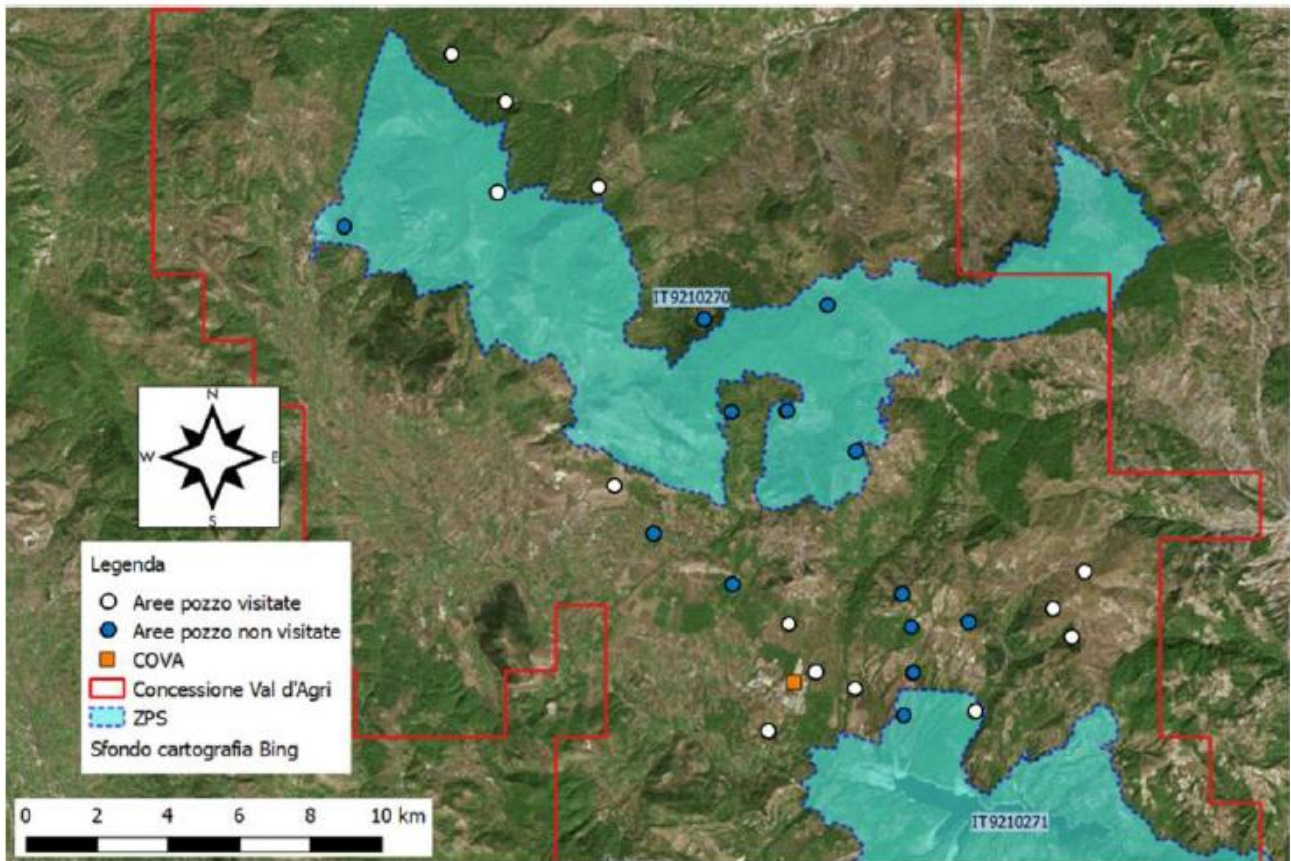 IT9210270
N
W E
S
Legenda
Aree pozzo visitate
Aree pozzo non visitate
COVA
Concessione Val d'Agri
ZPS
Sfondo cartografia Bing
0 2 4 6 8 10 km
IT9210271